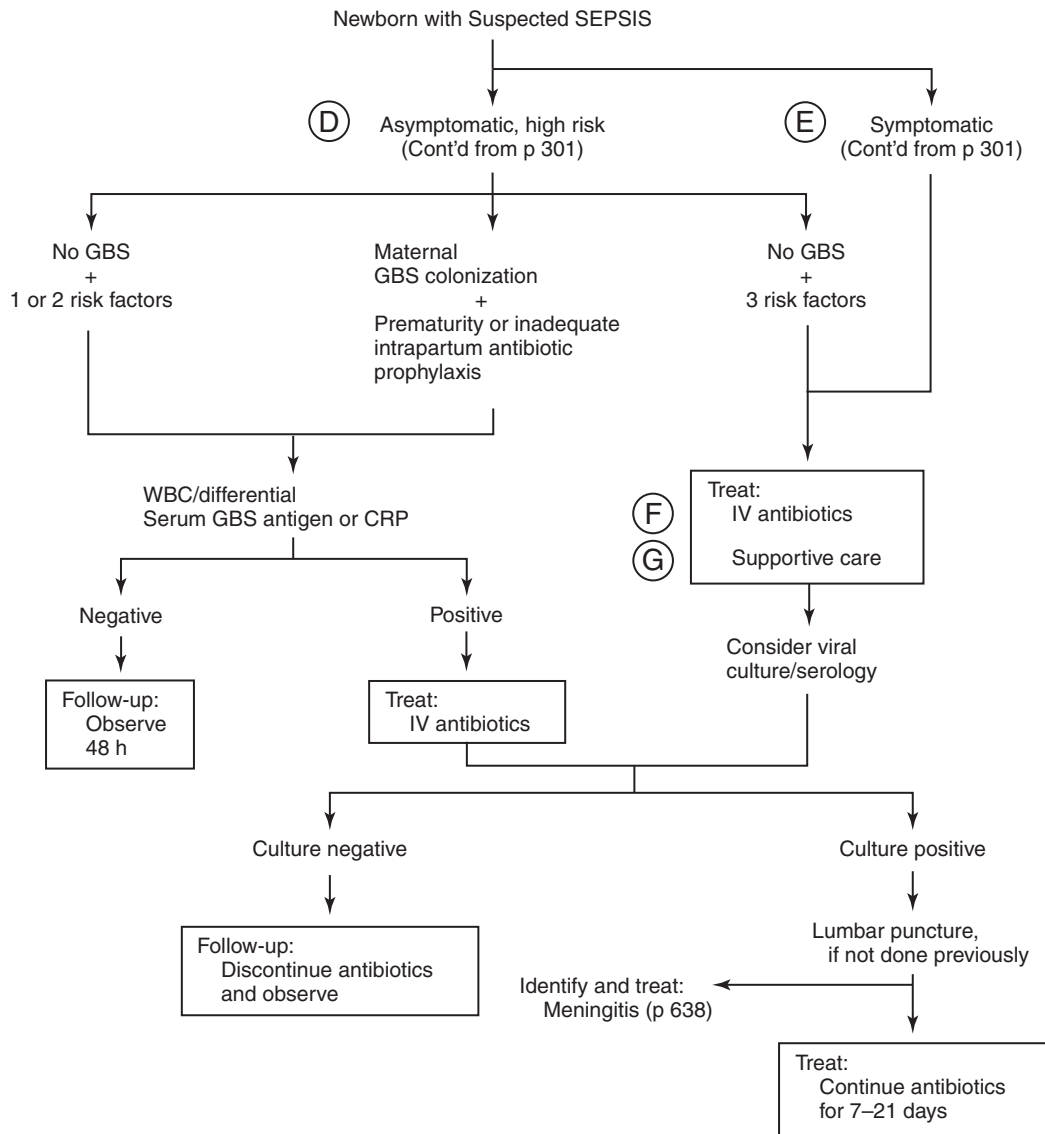 Newborn with Suspected SEPSIS
D
Asymptomatic, high risk
(Cont'd from p 301)
E
Symptomatic
(Cont'd from p 301)
No GBS
+
1 or 2 risk factors
Maternal
GBS colonization
+
Prematurity or inadequate
intrapartum antibiotic
prophylaxis
No GBS
+
3 risk factors
WBC/differential
Serum GBS antigen or CRP
F
G
Treat:
IV antibiotics
Supportive care
Negative
Positive
Consider viral
culture/serology
Follow-up:
Observe
48 h
Treat:
IV antibiotics
Culture negative
Culture positive
Follow-up:
Discontinue antibiotics
and observe
Lumbar puncture,
if not done previously
Identify and treat:
Meningitis (p 638)
Treat:
Continue antibiotics
for 7–21 days